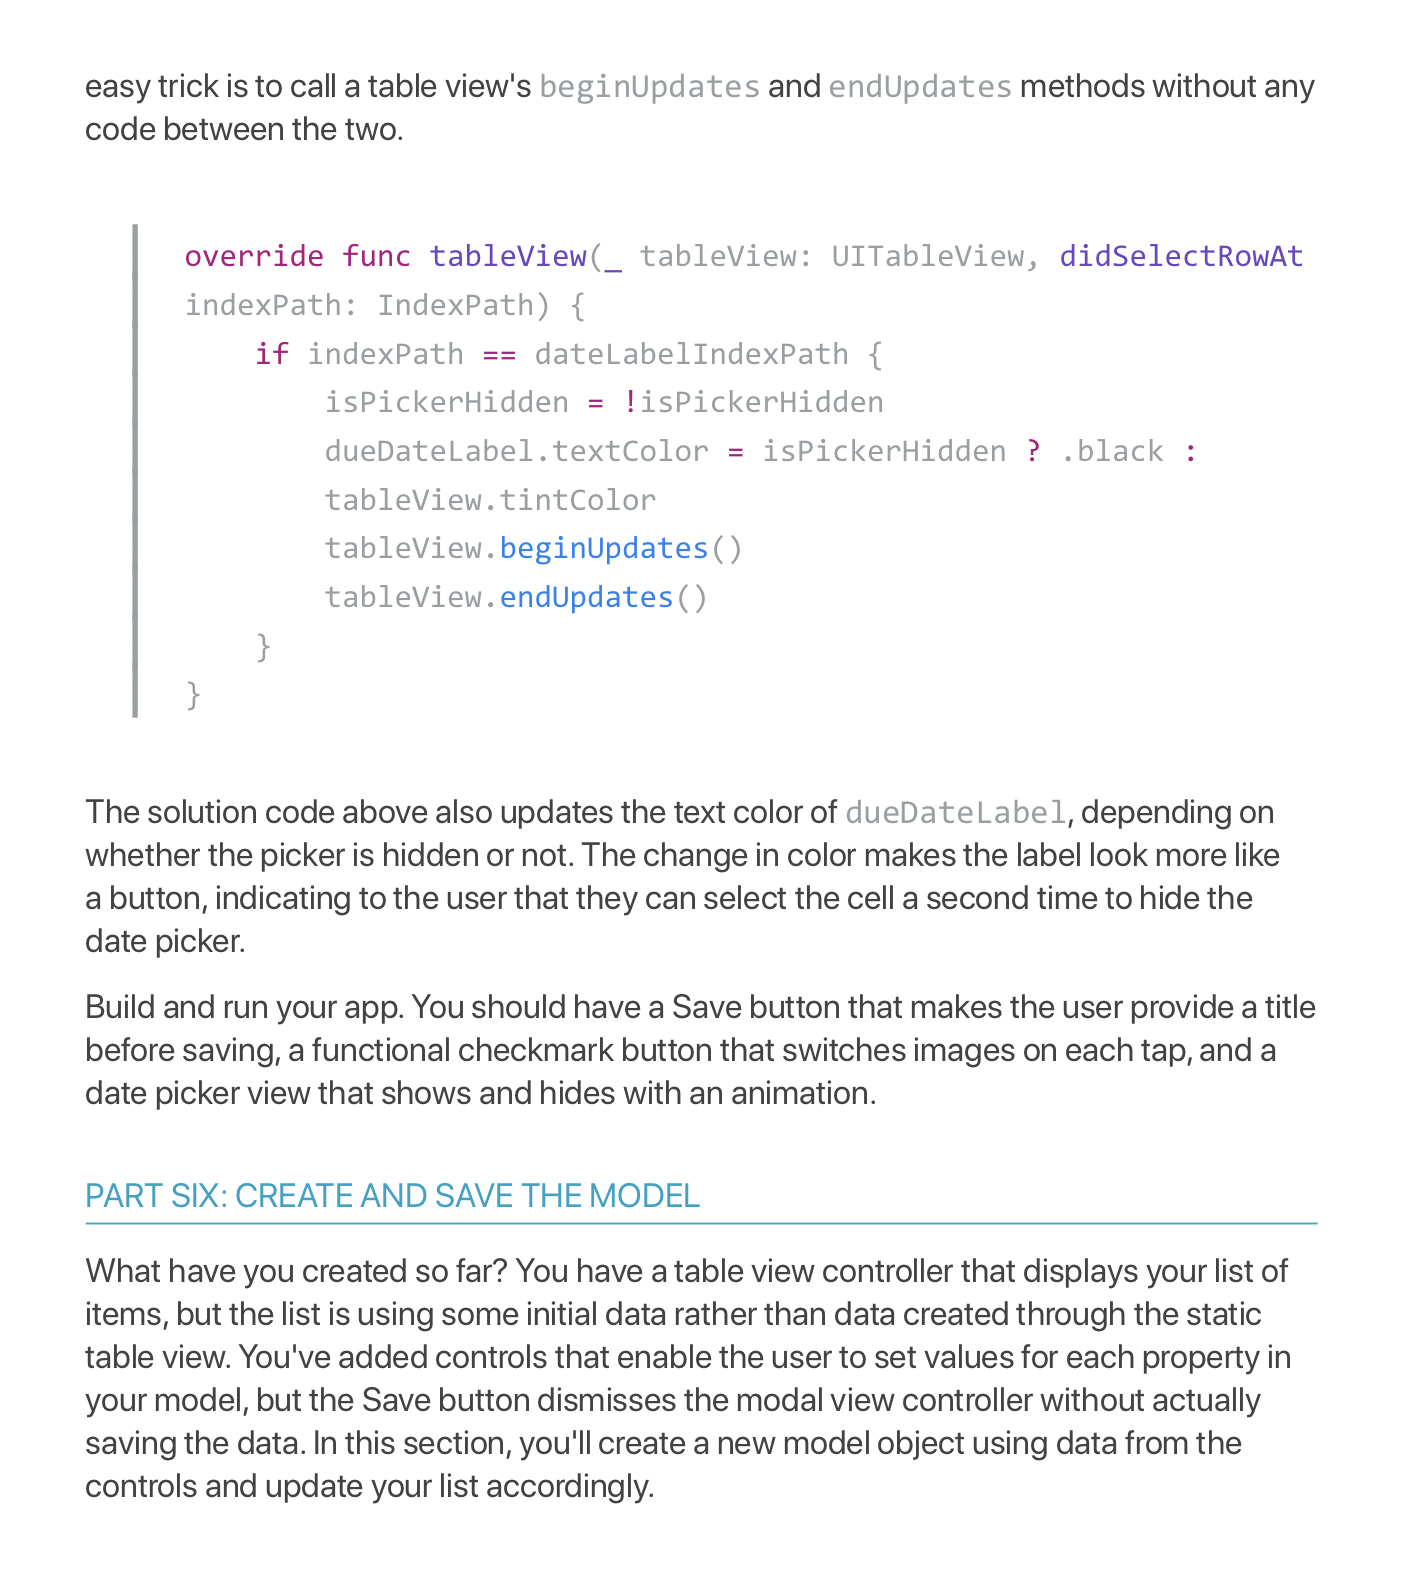 easy trick is to call a table view's beginUpdates and endUpdates methods without any
code between the two.
override func tableView(_ tableView: UITableView, didSelectRowAt
indexPath: IndexPath) {
    if indexPath == dateLabelIndexPath {
        isPickerHidden = !isPickerHidden
        dueDateLabel.textColor = isPickerHidden ? .black :
        tableView.tintColor
        tableView.beginUpdates()
        tableView.endUpdates()
    }
}
The solution code above also updates the text color of dueDateLabel, depending on
whether the picker is hidden or not. The change in color makes the label look more like
a button, indicating to the user that they can select the cell a second time to hide the
date picker.
Build and run your app. You should have a Save button that makes the user provide a title
before saving, a functional checkmark button that switches images on each tap, and a
date picker view that shows and hides with an animation.
PART SIX: CREATE AND SAVE THE MODEL
What have you created so far? You have a table view controller that displays your list of
items, but the list is using some initial data rather than data created through the static
table view. You've added controls that enable the user to set values for each property in
your model, but the Save button dismisses the modal view controller without actually
saving the data. In this section, you'll create a new model object using data from the
controls and update your list accordingly.